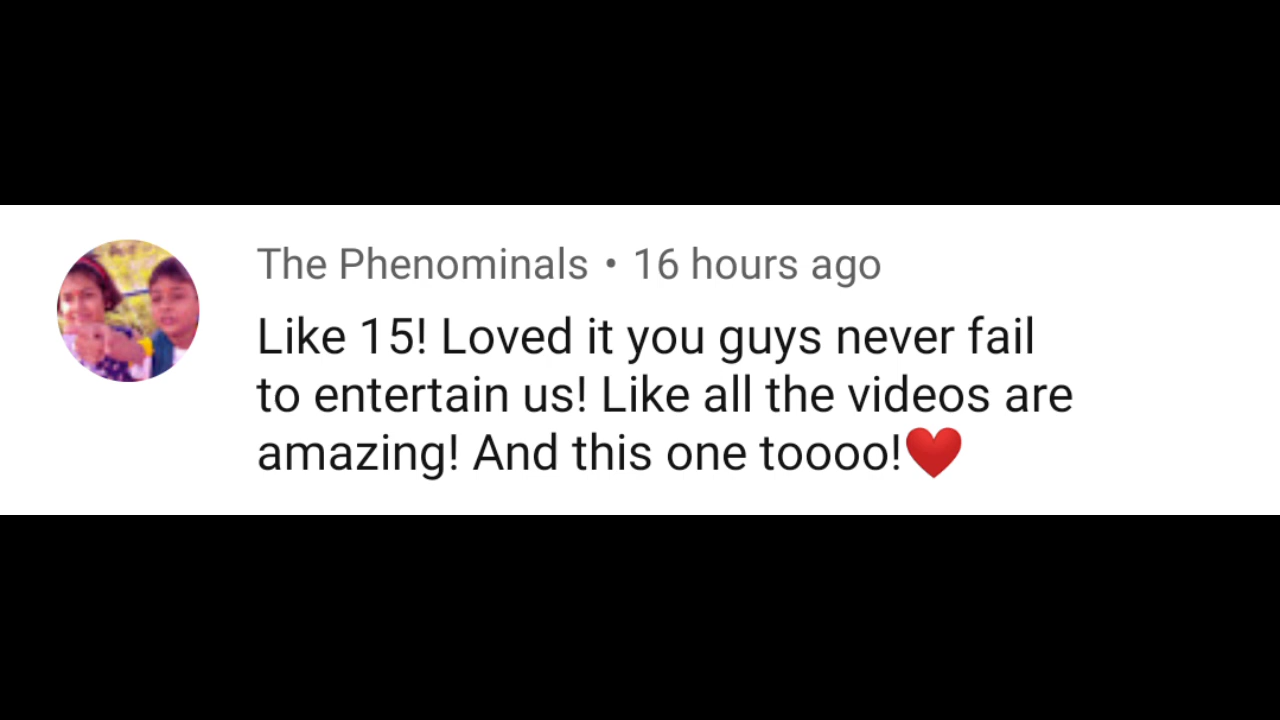 The Phenominals • 16 hours ago
Like 15! Loved it you guys never fail
to entertain us! Like all the videos are
amazing! And this one toooo!❤️